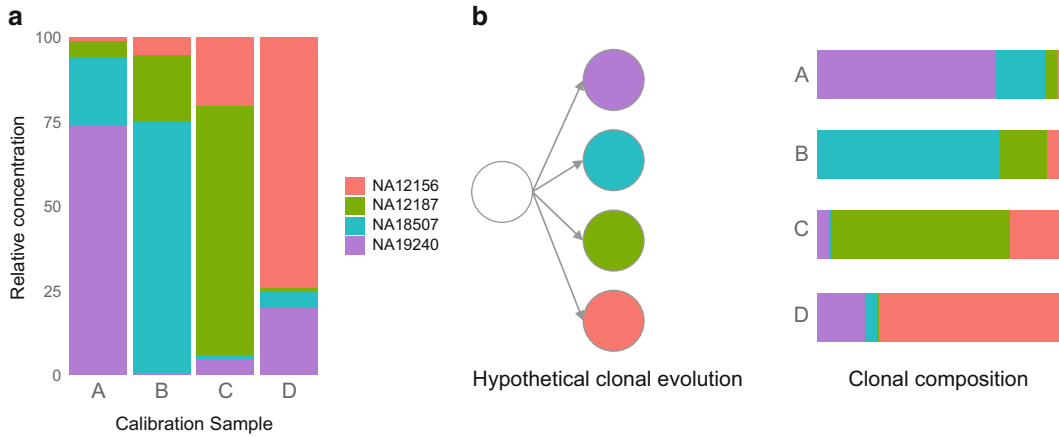 a
100
75
50
25
0
Relative concentration
A B C D
Calibration Sample
NA12156
NA12187
NA18507
NA19240
b
Hypothetical clonal evolution
A
B
C
D
Clonal composition